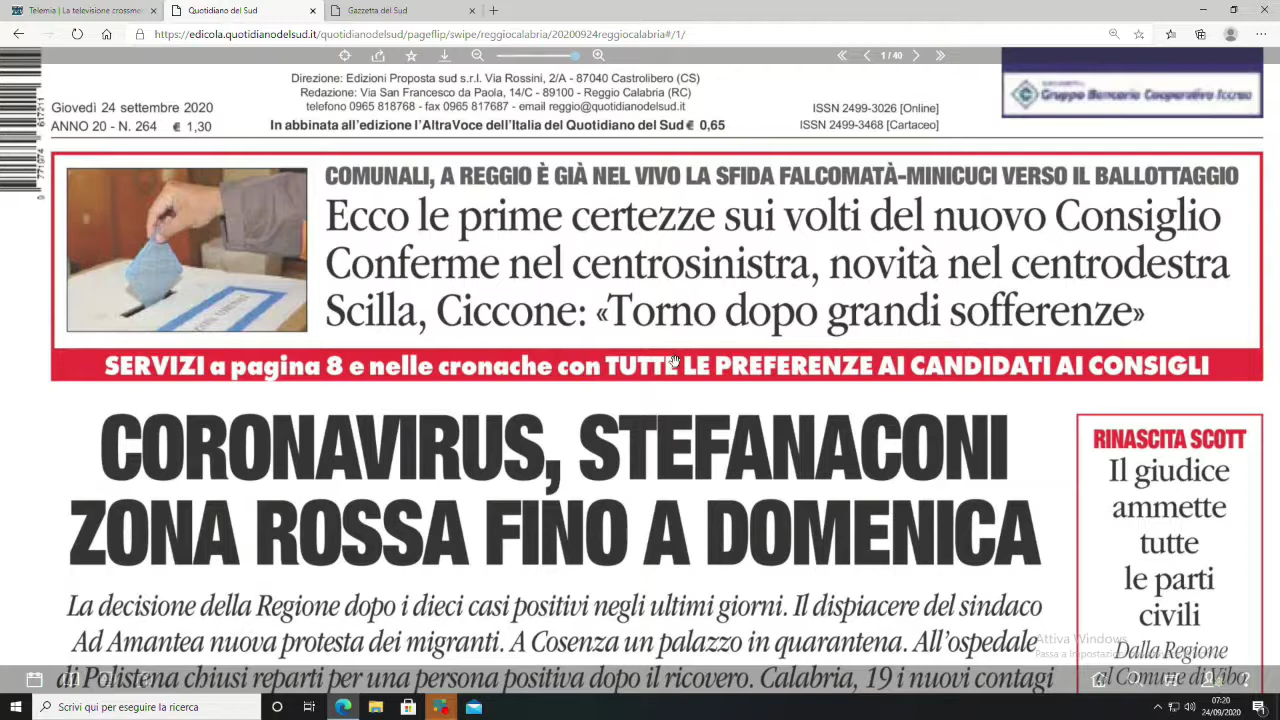 Telemia | La televisione crossme
Quotidiano del Sud
Gazzetta del Sud
https://edicola.quotidianodelsud.it/quotidianodelsud/pageflip/swipe/reggiocalabria/20200924reggiocalabria#/1/
1 / 40
Direzione: Edizioni Proposta sud s.r.l. Via Rossini, 2/A - 87040 Castrolibero (CS)
Redazione: Via San Francesco da Paola, 14/C - 89100 - Reggio Calabria (RC)
telefono 0965 818768 - fax 0965 817687 - email reggio@quotidianodelsud.it
Giovedì 24 settembre 2020
ANNO 20 - N. 264 € 1,30
In abbinata all'edizione l'AltraVoce dell'Italia del Quotidiano del Sud € 0,65
ISSN 2499-3026 [Online]
ISSN 2499-3468 [Cartaceo]
Gruppo Bancario Cooperativo Iccrea
COMUNALI, A REGGIO È GIÀ NEL VIVO LA SFIDA FALCOMATÀ-MINICUCI VERSO IL BALLOTTAGGIO
Ecco le prime certezze sui volti del nuovo Consiglio
Conferme nel centrosinistra, novità nel centrodestra
Scilla, Ciccone: «Torno dopo grandi sofferenze»
SERVIZI a pagina 8 e nelle cronache con TUTTE LE PREFERENZE AI CANDIDATI AI CONSIGLI
CORONAVIRUS, STEFANACONI
ZONA ROSSA FINO A DOMENICA
La decisione della Regione dopo i dieci casi positivi negli ultimi giorni. Il dispiacere del sindaco
Ad Amantea nuova protesta dei migranti. A Cosenza un palazzo in quarantena. All'ospedale
di Polistena chiusi reparti per una persona positiva dopo il ricovero. Calabria, 19 i nuovi contagi
RINASCITA SCOTT
Il giudice
ammette
tutte
le parti
civili
Dalla Regione
al Comune di Vibo
Attiva Windows
Passa a Impostazioni
Scrivi qui per eseguire la ricerca
07:20
24/09/2020